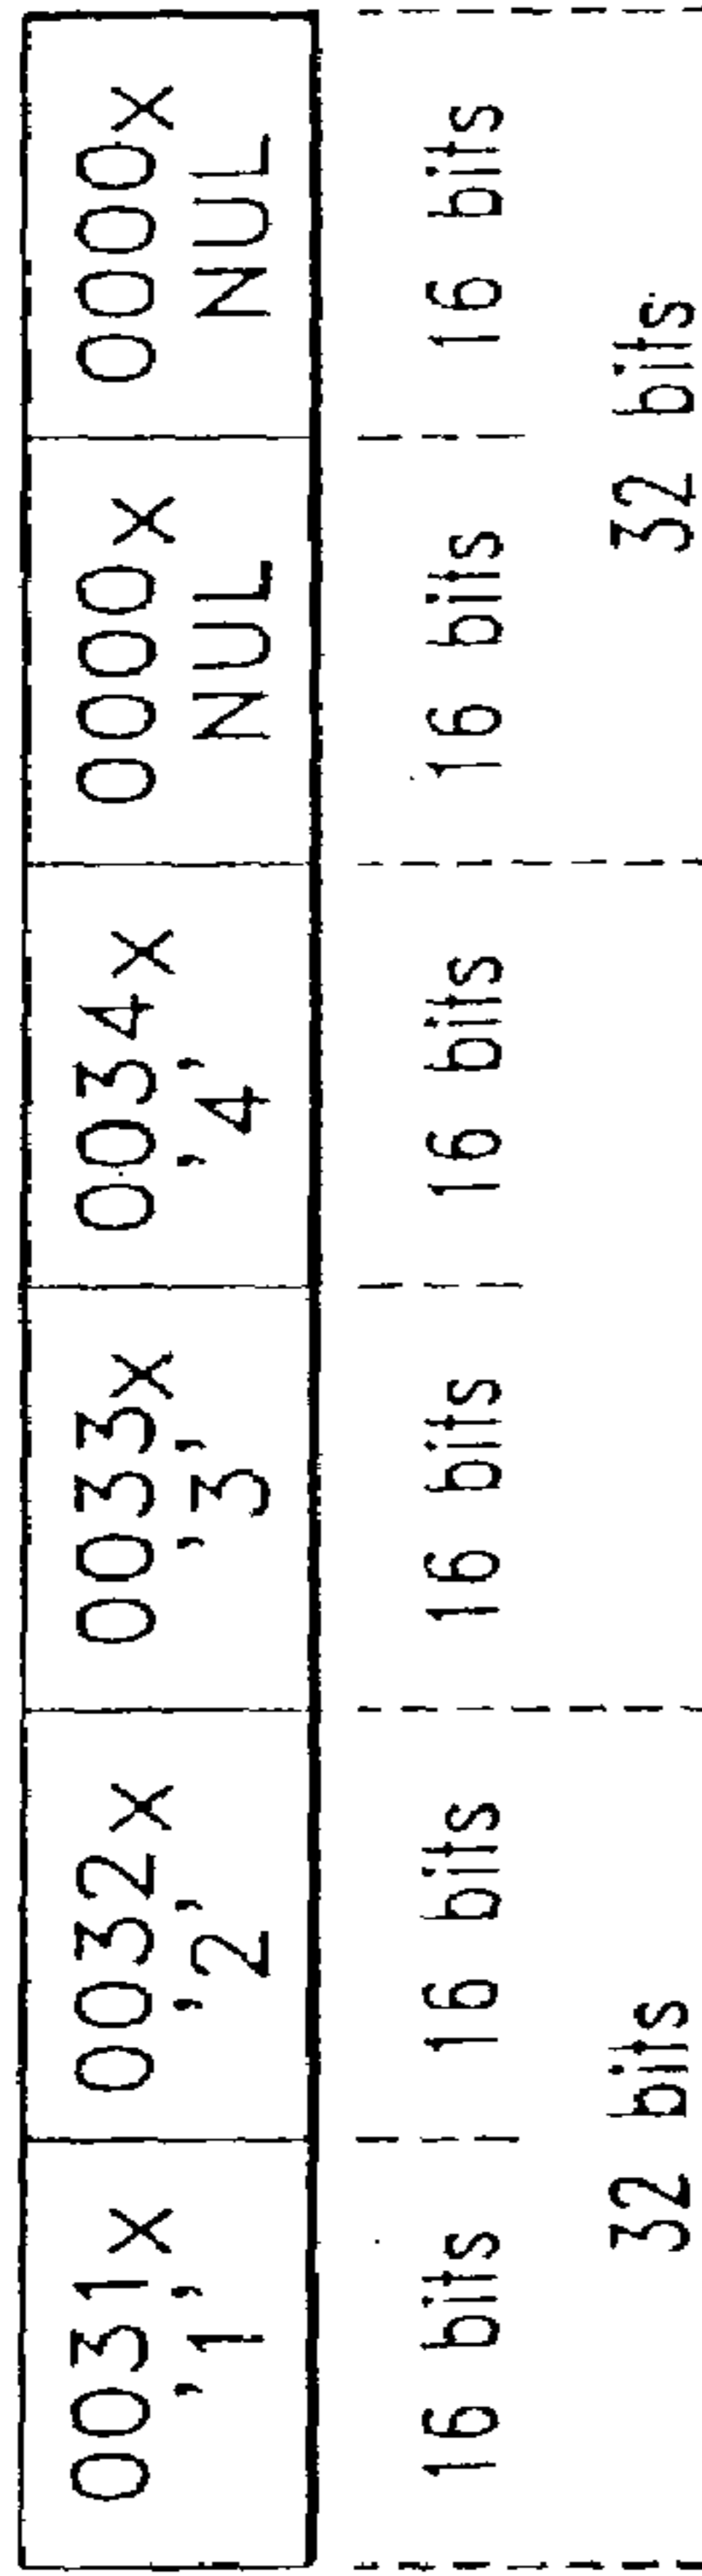 0031x 0032x 0033x 0034x 0000x 0000x
'1' '2' '3' '4' NUL NUL
16 bits 16 bits 16 bits 16 bits 16 bits 16 bits
32 bits 32 bits